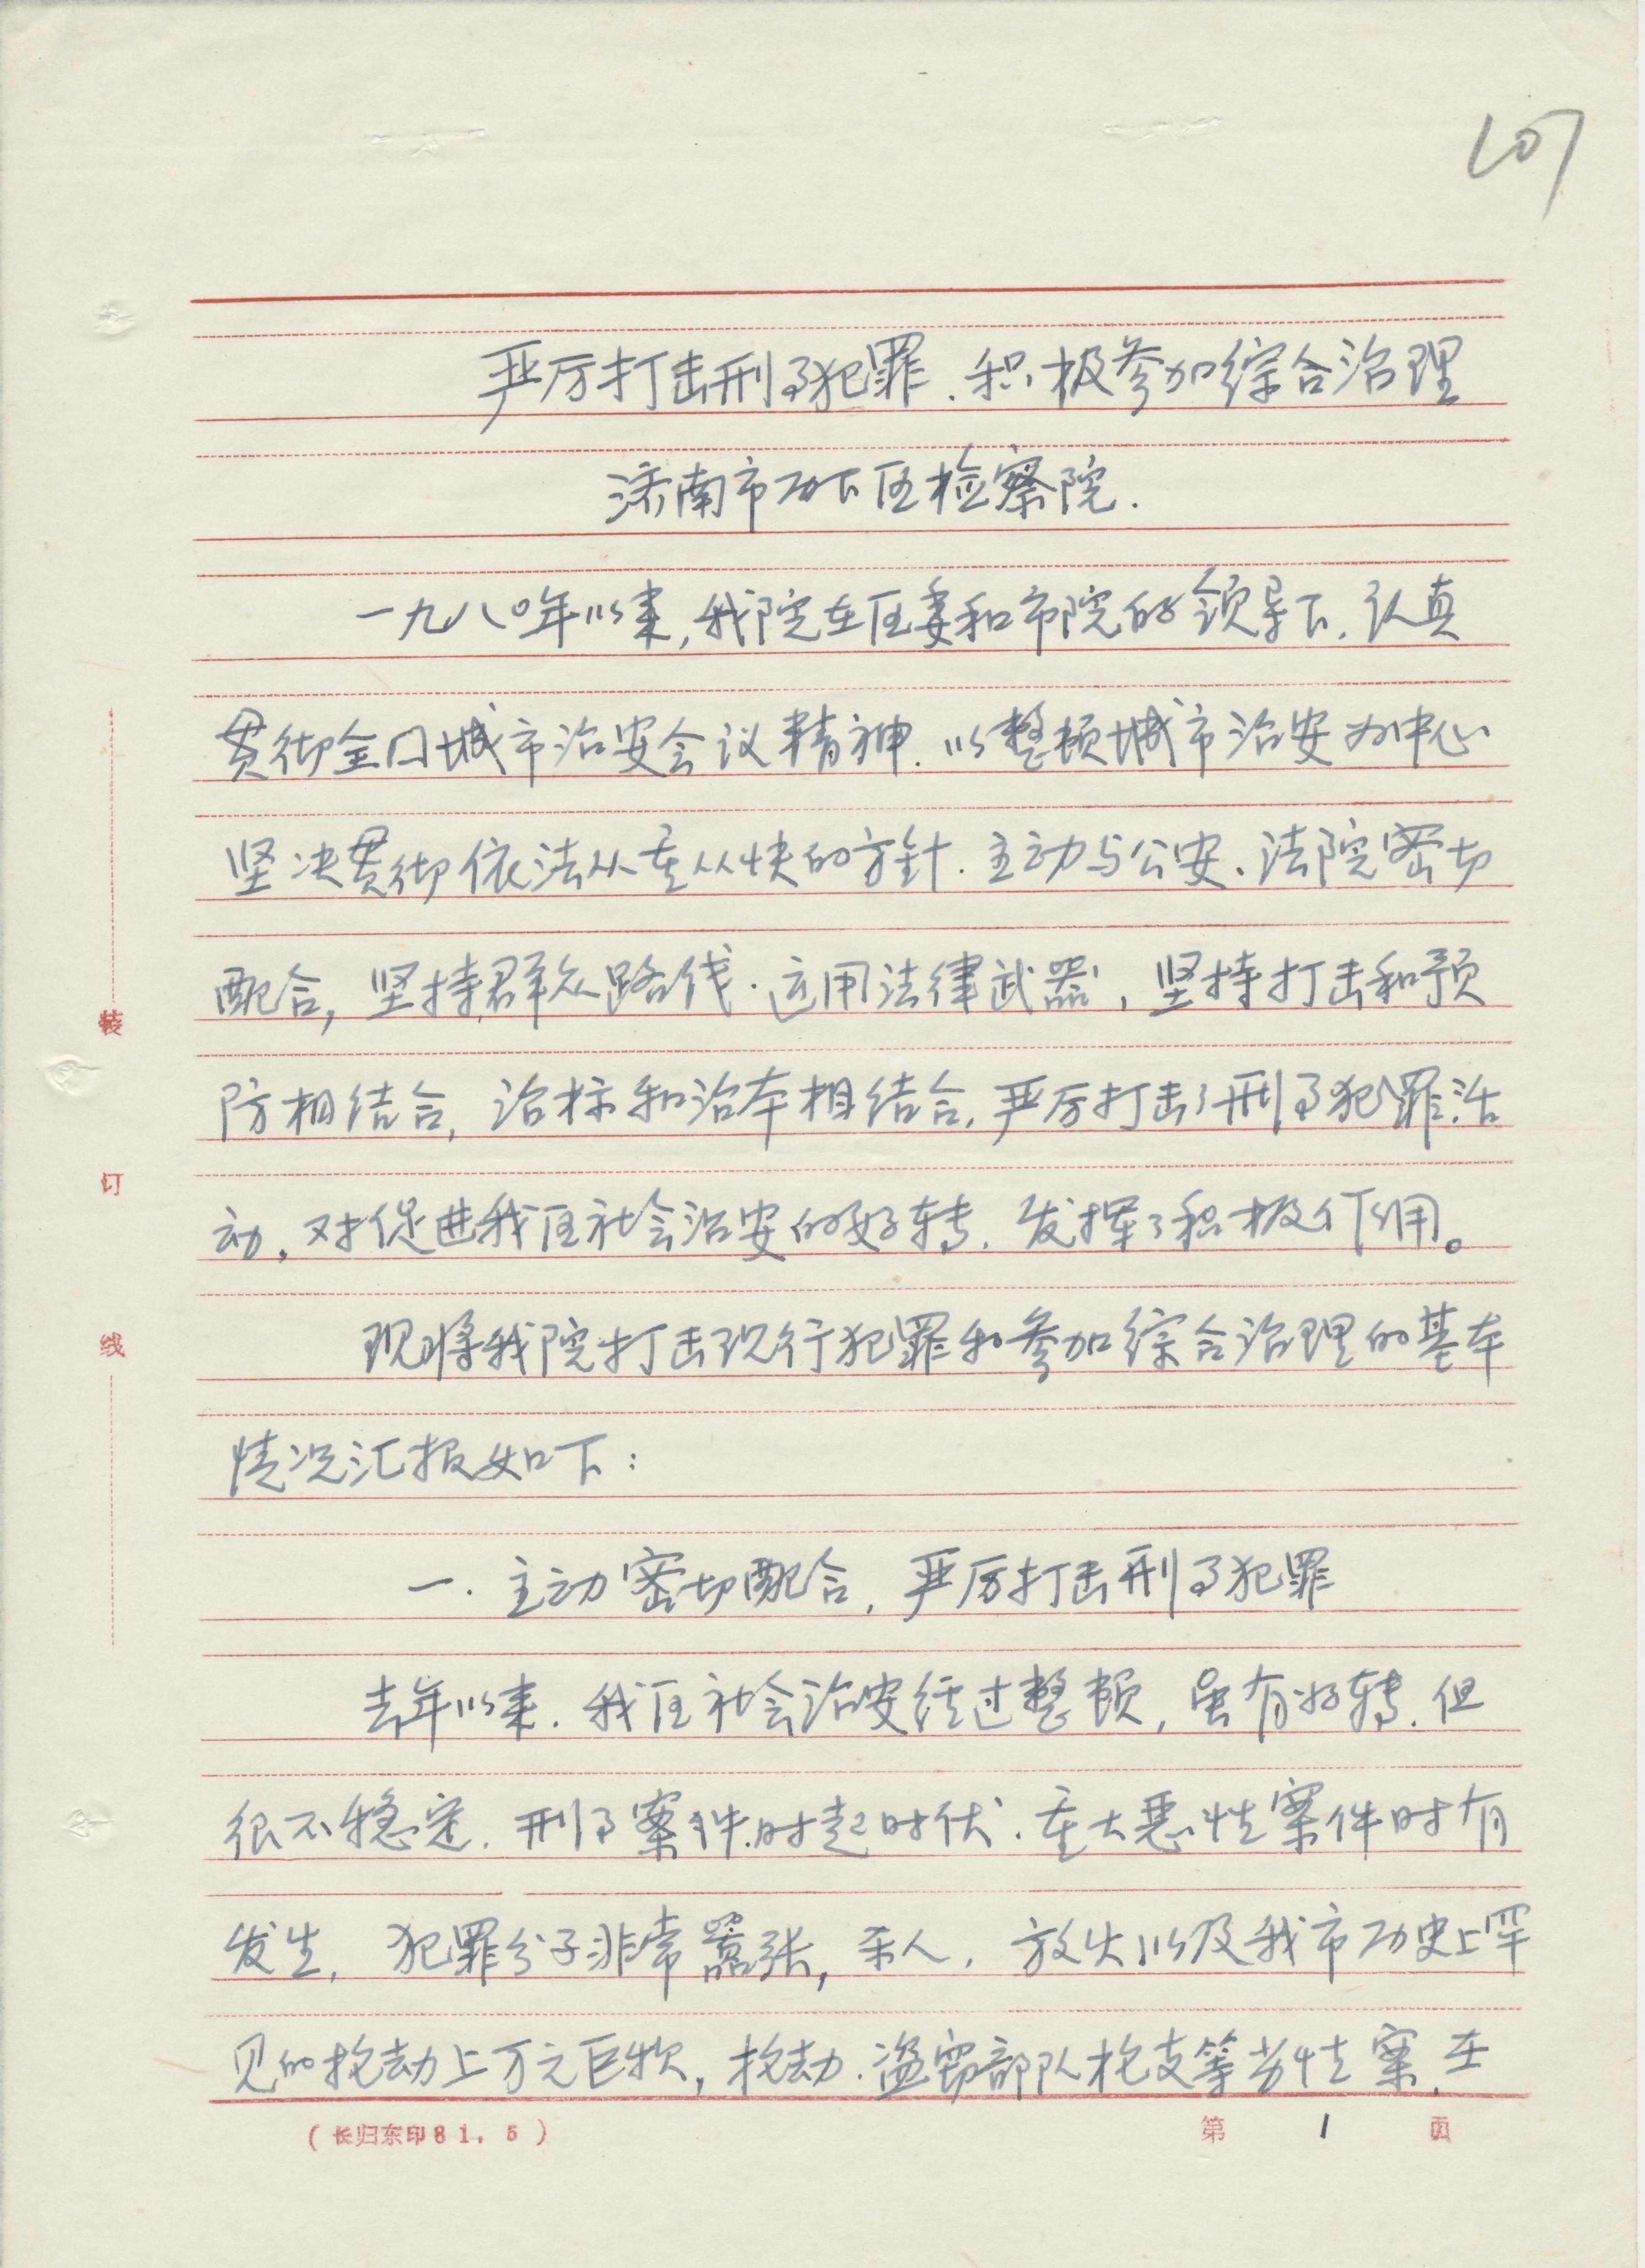 107
严厉打击刑事犯罪、积极参加综合治理
济南市历下区检察院.
一九八〇年以来,我院在区委和市院的领导下,认真
贯彻全国城市治安会议精神.以整顿城市治安为中心
坚决贯彻依法从重从快的方针.主动与公安、法院密切
配合,坚持群众路线.运用法律武器,坚持打击和预
防相结合,治标和治本相结合,严厉打击了刑事犯罪活
动,对促进我区社会治安的好转,发挥了积极作用。
现将我院打击现行犯罪和参加综合治理的基本
情况汇报如下:
一.主动密切配合,严厉打击刑事犯罪
去年以来.我区社会治安经过整顿,虽有好转.但
很不稳定.刑事案件时起时伏.重大恶性案件时有
发生,犯罪分子非常嚣张,杀人.放火以及我市历史上罕
见的抢劫上万元巨款,抢劫.盗窃部队枪支等 性案,在
装
订
线
(长归东印81.5)
第 1 页